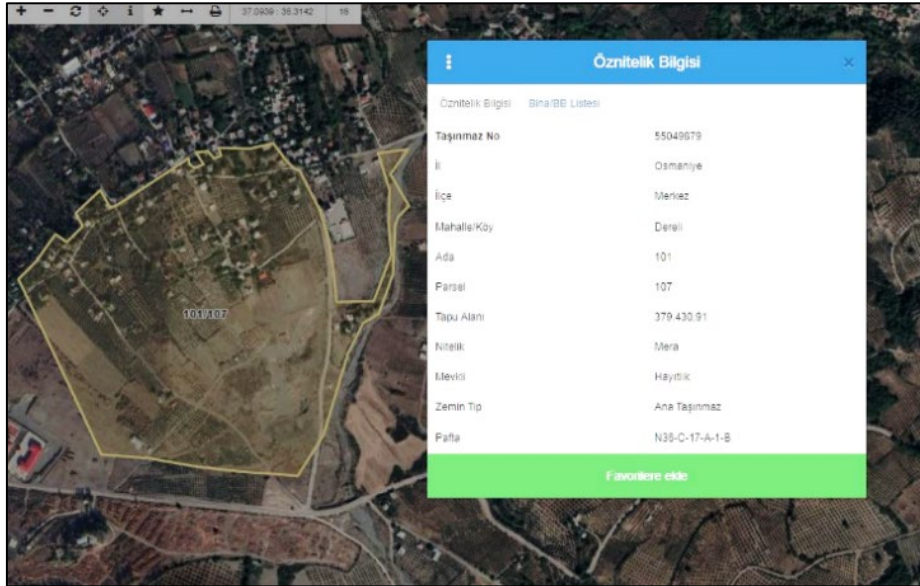 37.0939 : 36.3142 16
Öznitelik Bilgisi ×
Öznitelik Bilgisi Bina/BB Listesi
Taşınmaz No 55049879
İl Osmaniye
İlçe Merkez
Mahalle/Köy Dereli
Ada 101
Parsel 107
Tapu Alanı 379.430,91
Nitelik Mera
Mevkii Hayıtlık
Zemin Tip Ana Taşınmaz
Pafta N36-C-17-A-1-B
Favorilere ekle
101/107